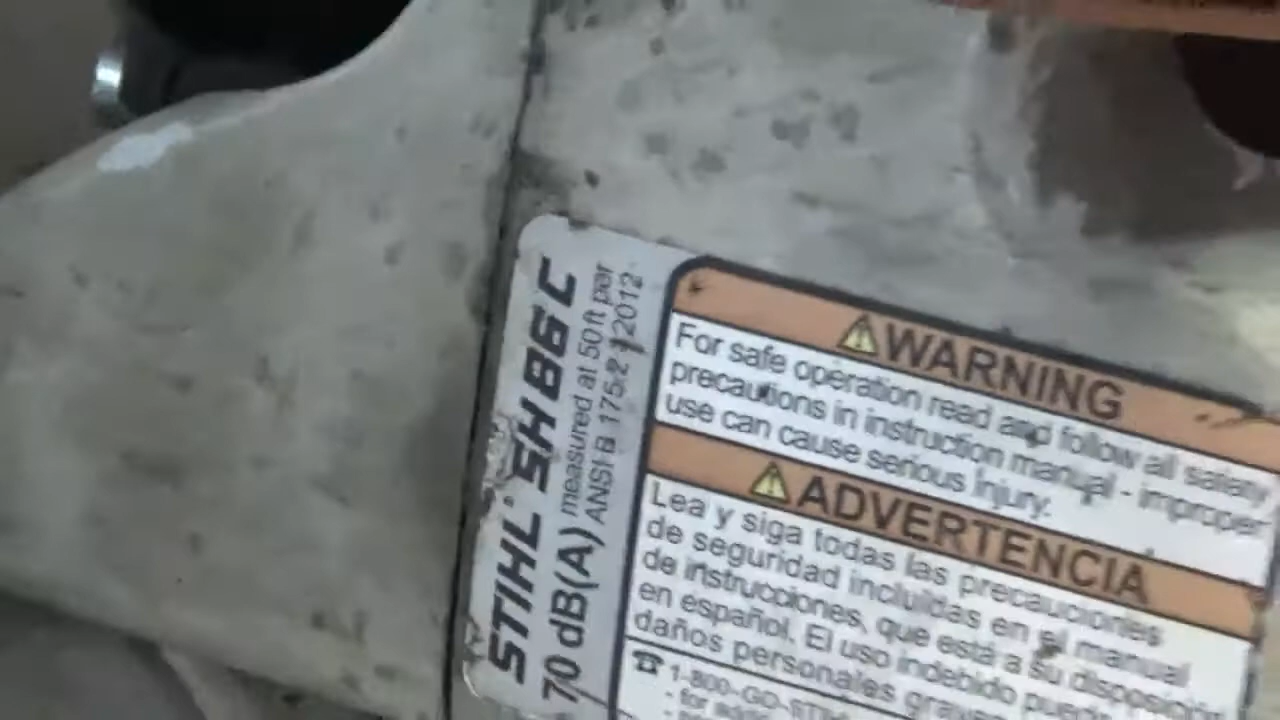 STIHL SH 86 C
70 dB(A) measured at 50 ft per
ANSI B 175.2-2012
WARNING
For safe operation read and follow all safety
precautions in instruction manual - improper
use can cause serious injury.
ADVERTENCIA
Lea y siga todas las precauciones
de seguridad incluidas en el manual
de instrucciones, que está a su disposición
en español. El uso indebido
daños personales
1-800-GO-STIHL
- for